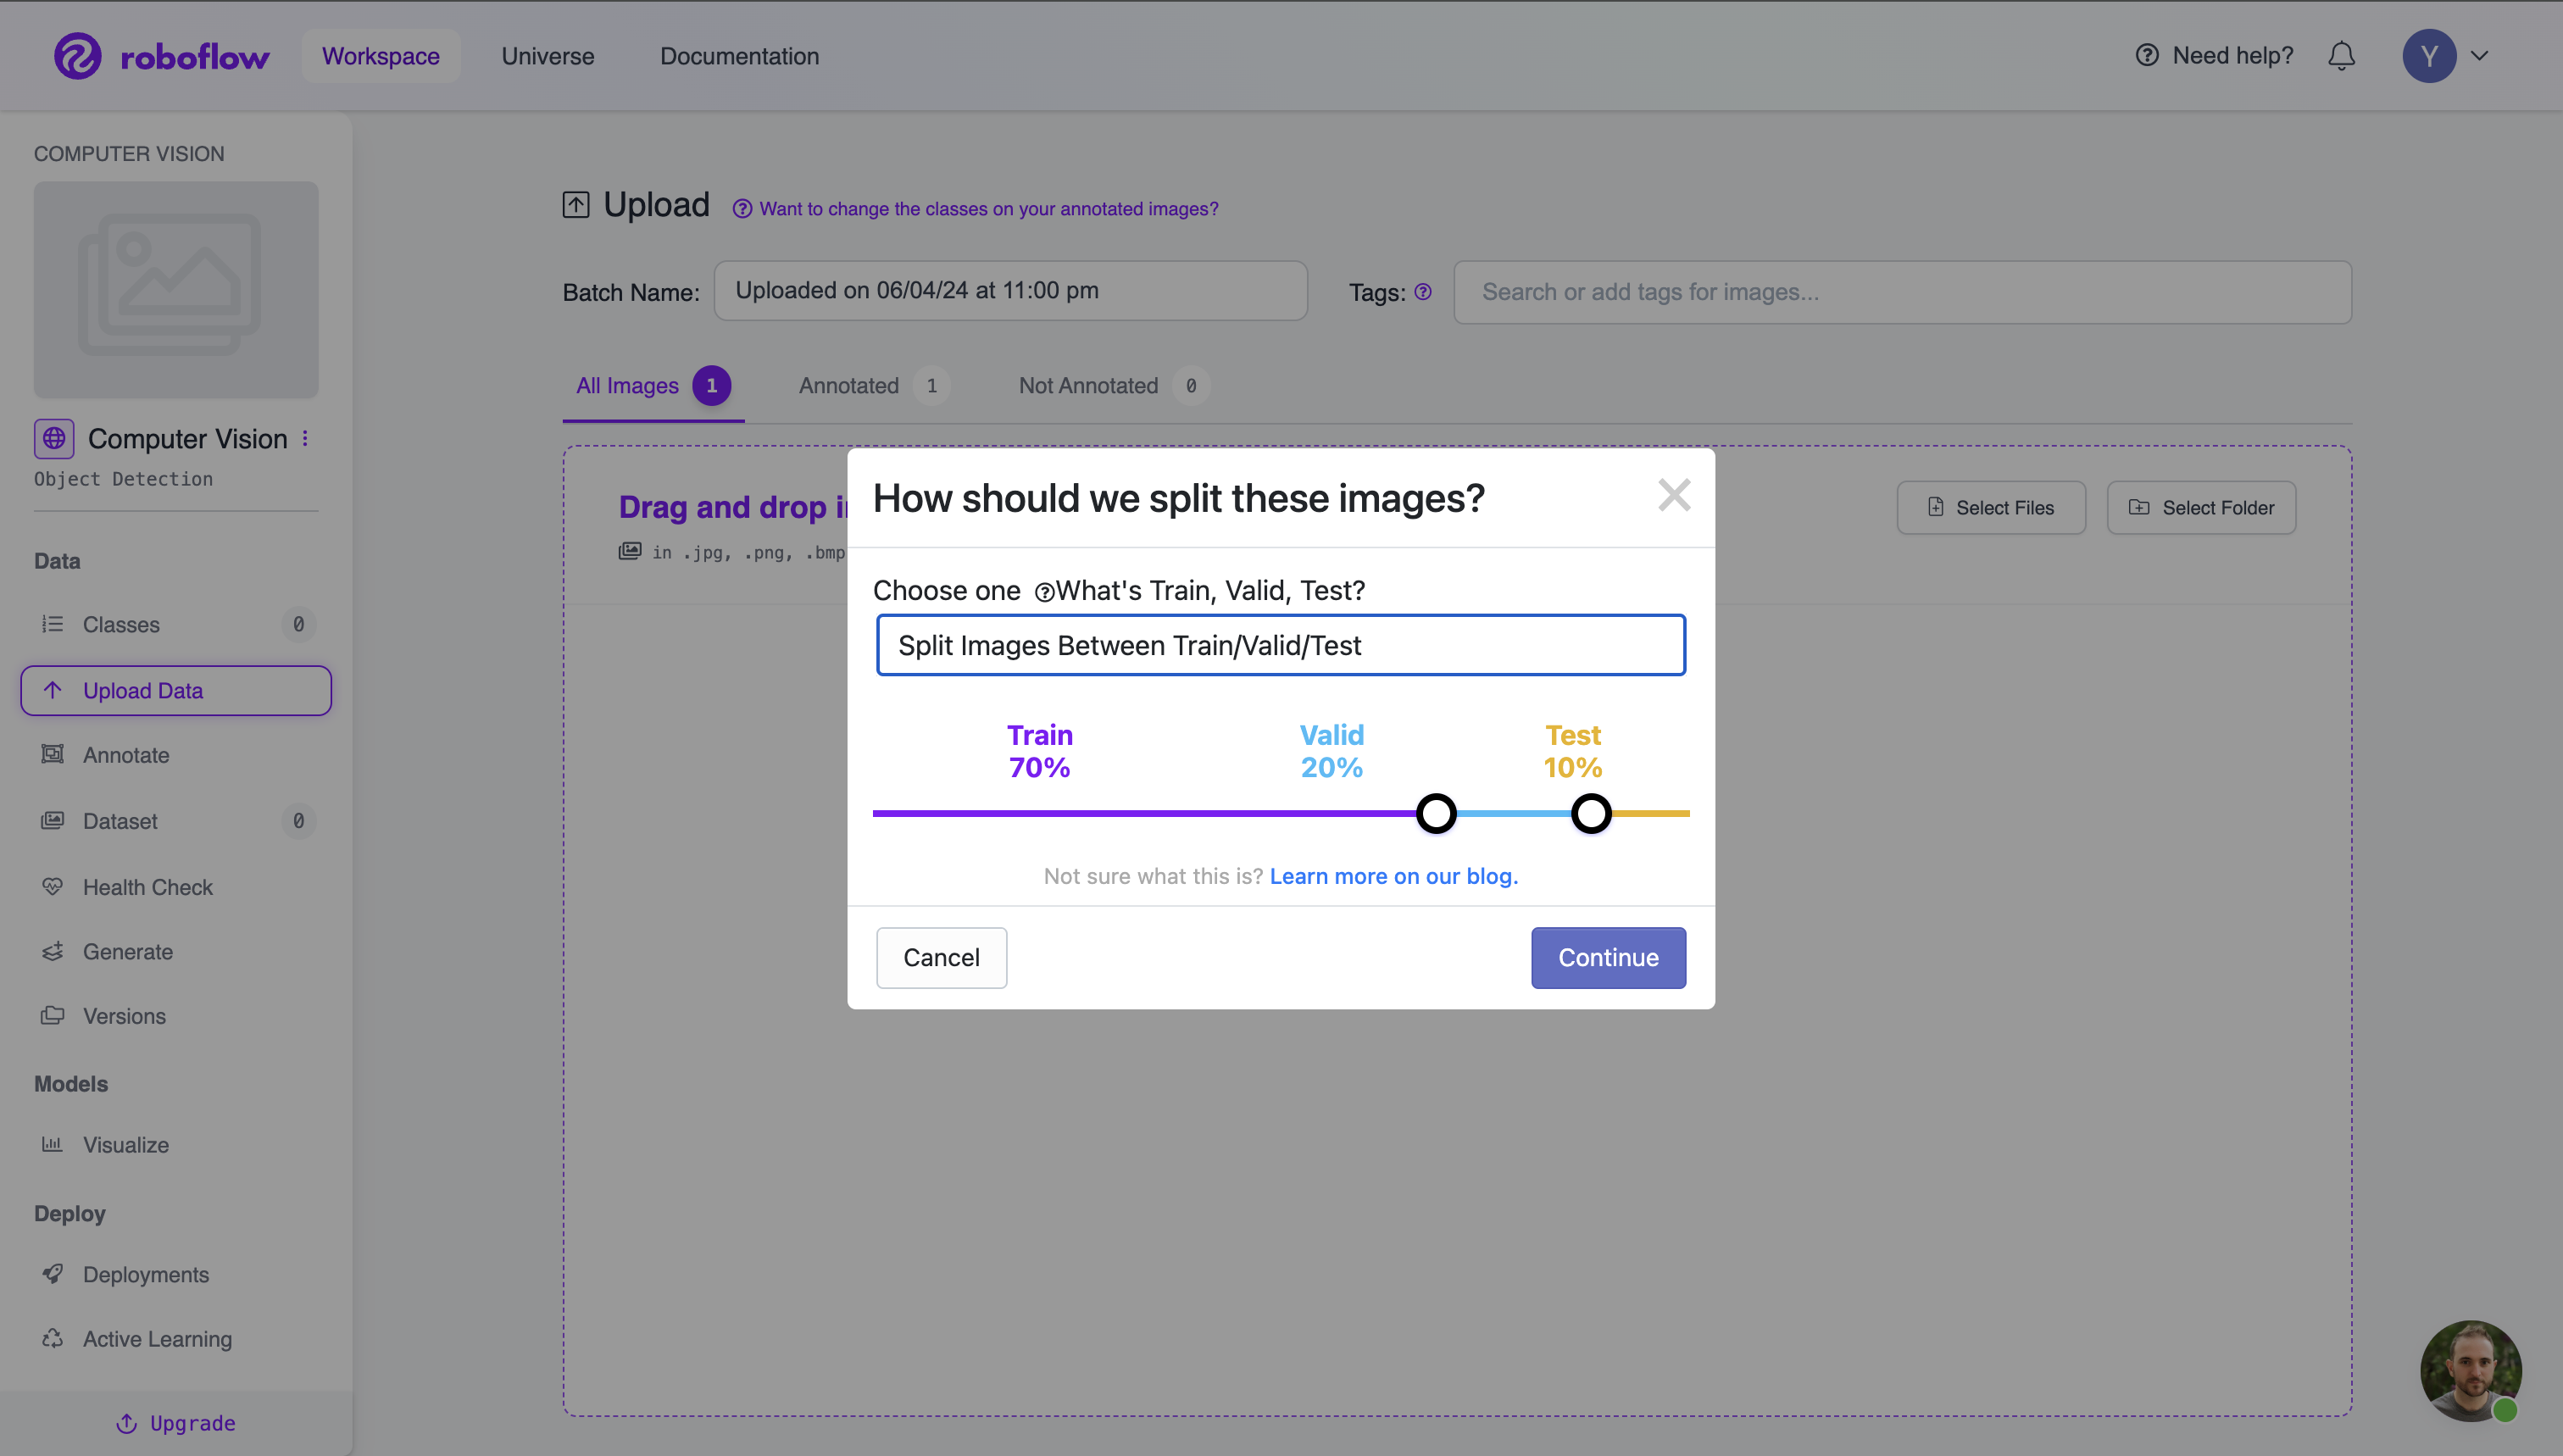 roboflow Workspace Universe Documentation Need help? Y
COMPUTER VISION
Computer Vision
Object Detection
Data
Classes 0
Upload Data
Annotate
Dataset 0
Health Check
Generate
Versions
Models
Visualize
Deploy
Deployments
Active Learning
Upgrade
Upload Want to change the classes on your annotated images?
Batch Name: Uploaded on 06/04/24 at 11:00 pm Tags: Search or add tags for images...
All Images 1 Annotated 1 Not Annotated 0
Drag and drop
in .jpg, .png, .bmp
Select Files Select Folder
How should we split these images?
Choose one What's Train, Valid, Test?
Split Images Between Train/Valid/Test
Train Valid Test
70% 20% 10%
Not sure what this is? Learn more on our blog.
Cancel Continue